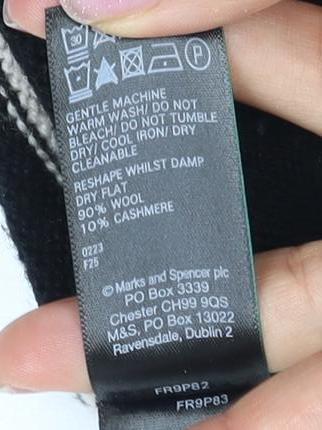 30
P
GENTLE MACHINE
WARM WASH/ DO NOT
BLEACH/ DO NOT TUMBLE
DRY/ COOL IRON/ DRY
CLEANABLE
RESHAPE WHILST DAMP
DRY FLAT
90% WOOL
10% CASHMERE
0223
F25
© Marks and Spencer plc
PO Box 3339
Chester CH99 9QS
M&S, PO Box 13022
Ravensdale, Dublin 2
FR9P82
FR9P83